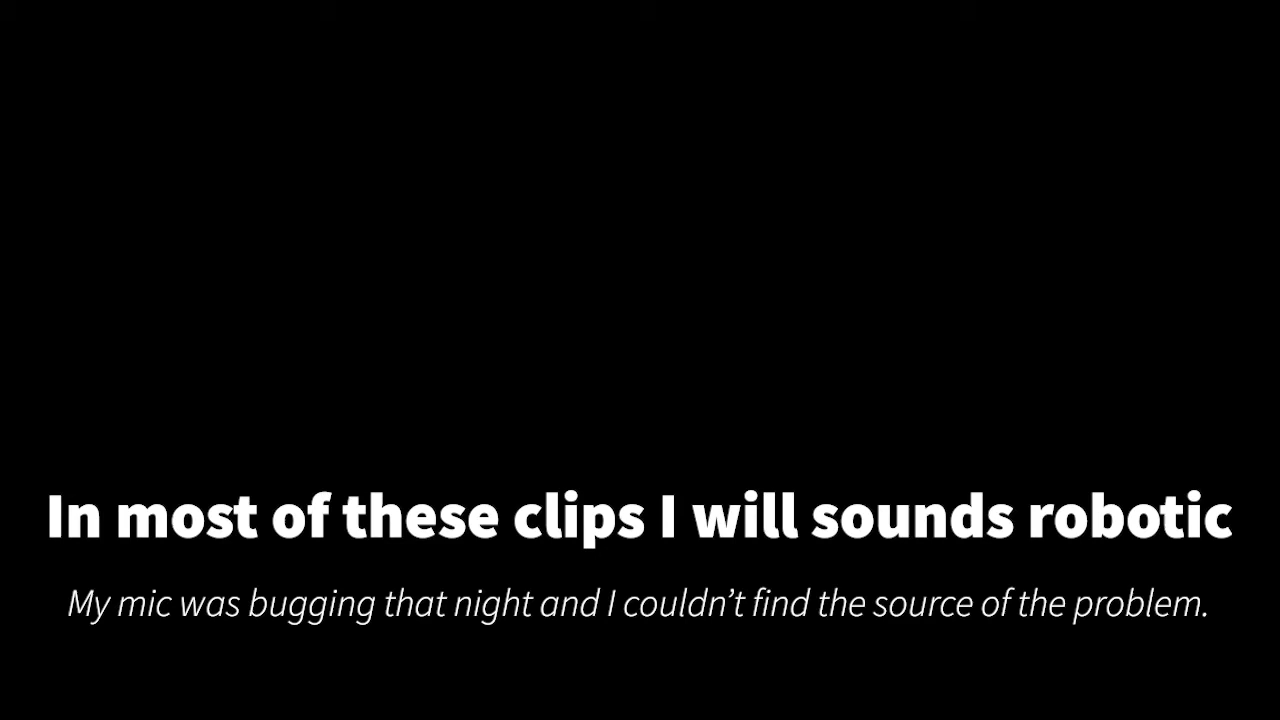 In most of these clips I will sounds robotic
My mic was bugging that night and I couldn’t find the source of the problem.